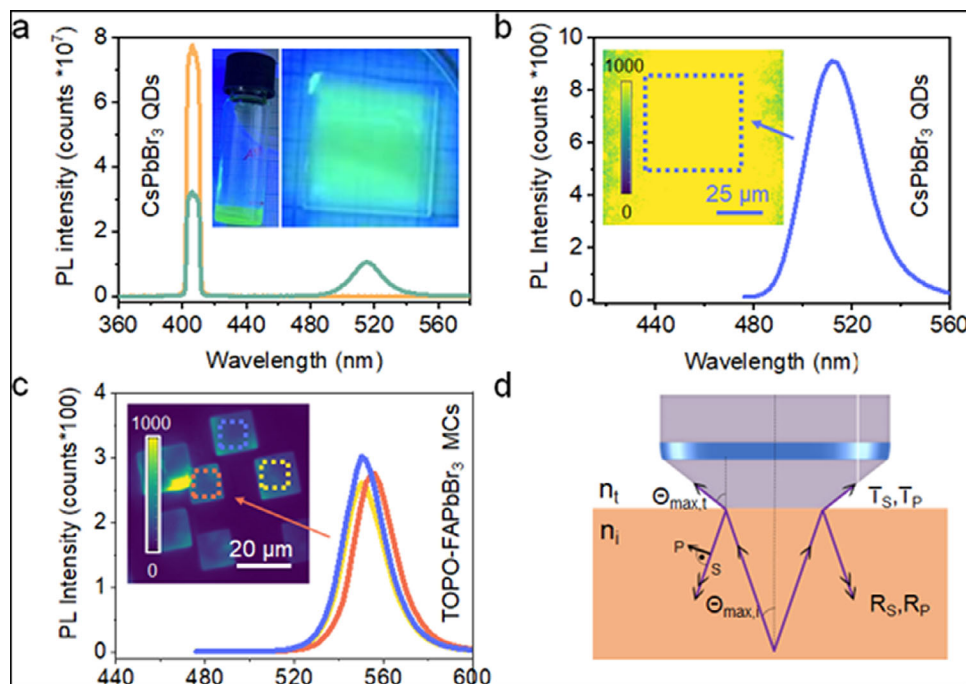 a
PL intensity (counts *10⁷)
CsPbBr₃ QDs
8
6
4
2
0
360 400 440 480 520 560
Wavelength (nm)
b
PL Intensity (counts *100)
10
8
6
4
2
0
1000
0
25 µm
CsPbBr₃ QDs
440 480 520 560
Wavelength (nm)
c
PL Intensity (counts*100)
4
3
2
1
0
1000
0
20 µm
TOPO-FAPbBr₃ MCs
440 480 520 560 600
Wavelength (nm)
d
n_t
Θ_max,t
T̅_S,T̅_P
n_i
P
S
Θ_max,i
R_S,R_P